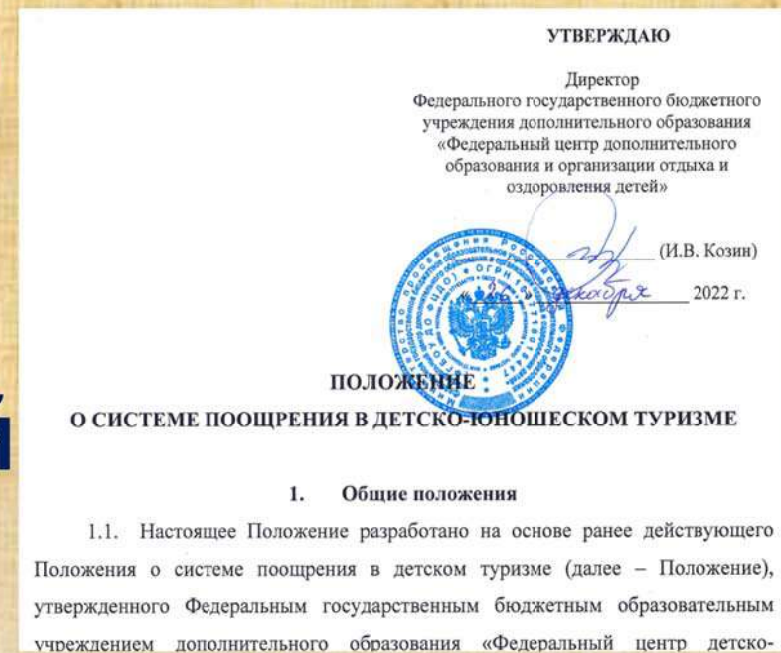 УТВЕРЖДАЮ
Директор
Федерального государственного бюджетного
учреждения дополнительного образования
«Федеральный центр дополнительного
образования и организации отдыха и
оздоровления детей»
(И.В. Козин)
«26» декабря 2022 г.
ПОЛОЖЕНИЕ
О СИСТЕМЕ ПООЩРЕНИЯ В ДЕТСКО-ЮНОШЕСКОМ ТУРИЗМЕ
1. Общие положения
1.1. Настоящее Положение разработано на основе ранее действующего
Положения о системе поощрения в детском туризме (далее – Положение),
утвержденного Федеральным государственным бюджетным образовательным
учреждением дополнительного образования «Федеральный центр детско-